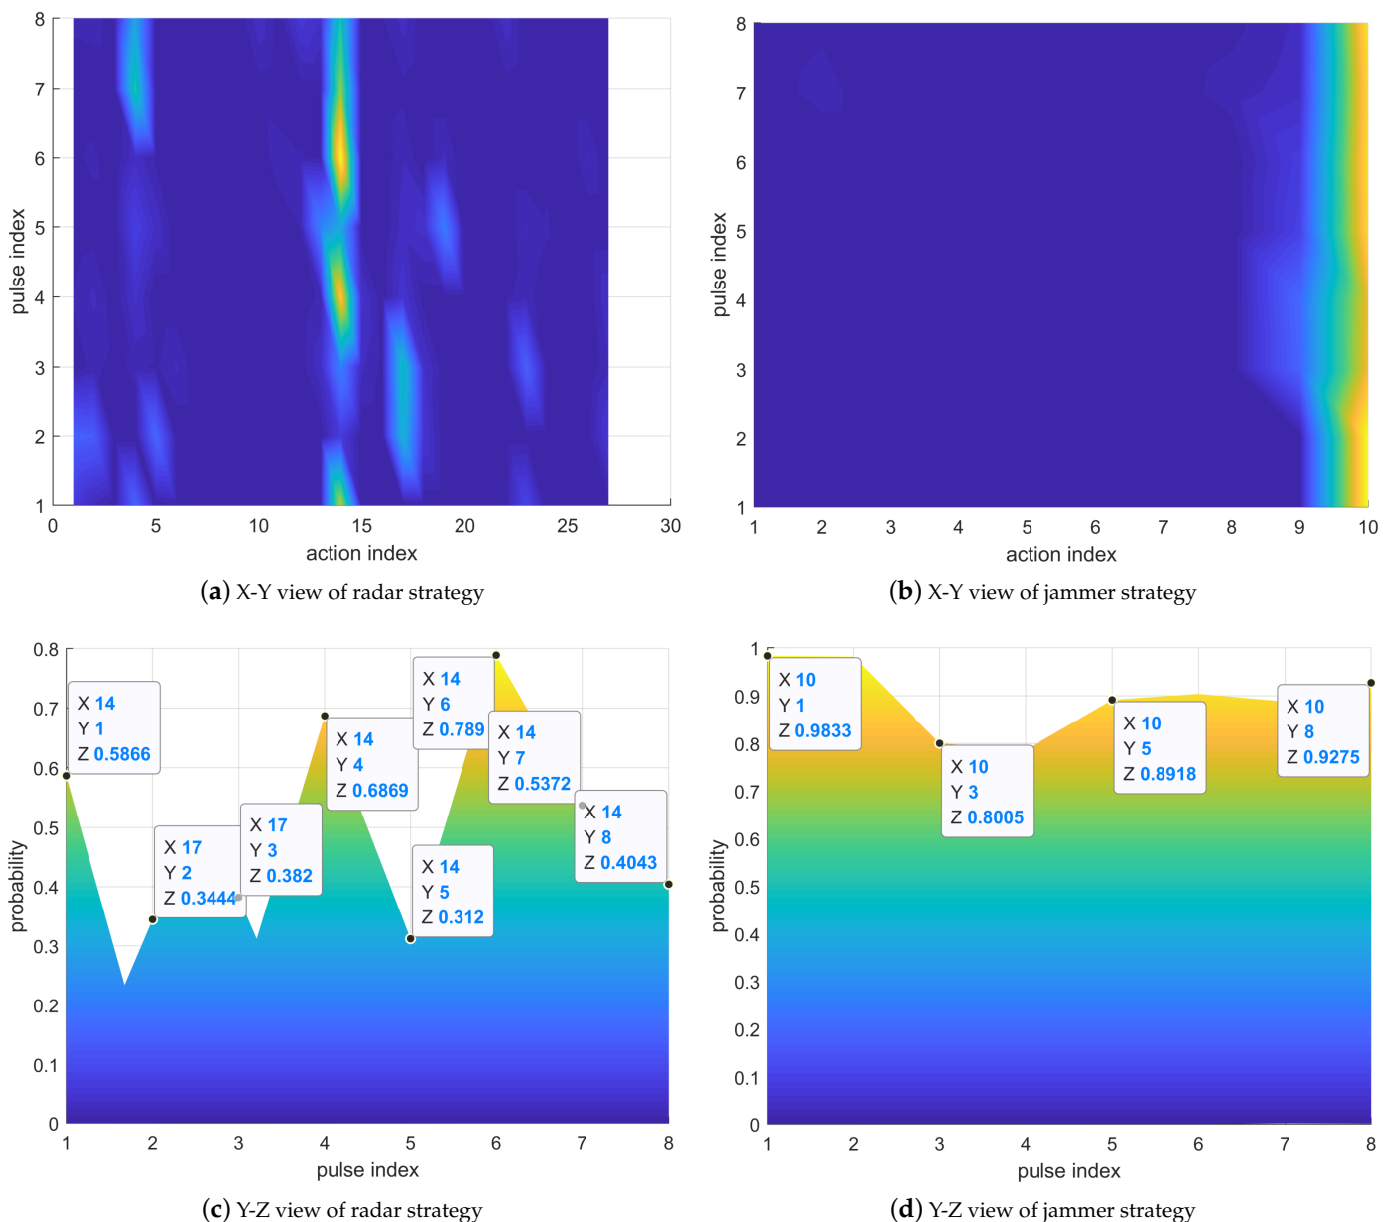 8
7
6
5
4
3
2
1
pulse index
0 5 10 15 20 25 30
action index
(a) X-Y view of radar strategy
8
7
6
5
4
3
2
1
pulse index
1 2 3 4 5 6 7 8 9 10
action index
(b) X-Y view of jammer strategy
0.8
0.7
0.6
0.5
0.4
0.3
0.2
0.1
0
probability
X 14
Y 1
Z 0.5866
X 17
Y 2
Z 0.3444
X 17
Y 3
Z 0.382
X 14
Y 4
Z 0.6869
X 14
Y 5
Z 0.312
X 14
Y 6
Z 0.789
X 14
Y 7
Z 0.5372
X 14
Y 8
Z 0.4043
1 2 3 4 5 6 7 8
pulse index
(c) Y-Z view of radar strategy
1
0.9
0.8
0.7
0.6
0.5
0.4
0.3
0.2
0.1
0
probability
X 10
Y 1
Z 0.9833
X 10
Y 3
Z 0.8005
X 10
Y 5
Z 0.8918
X 10
Y 8
Z 0.9275
1 2 3 4 5 6 7 8
pulse index
(d) Y-Z view of jammer strategy